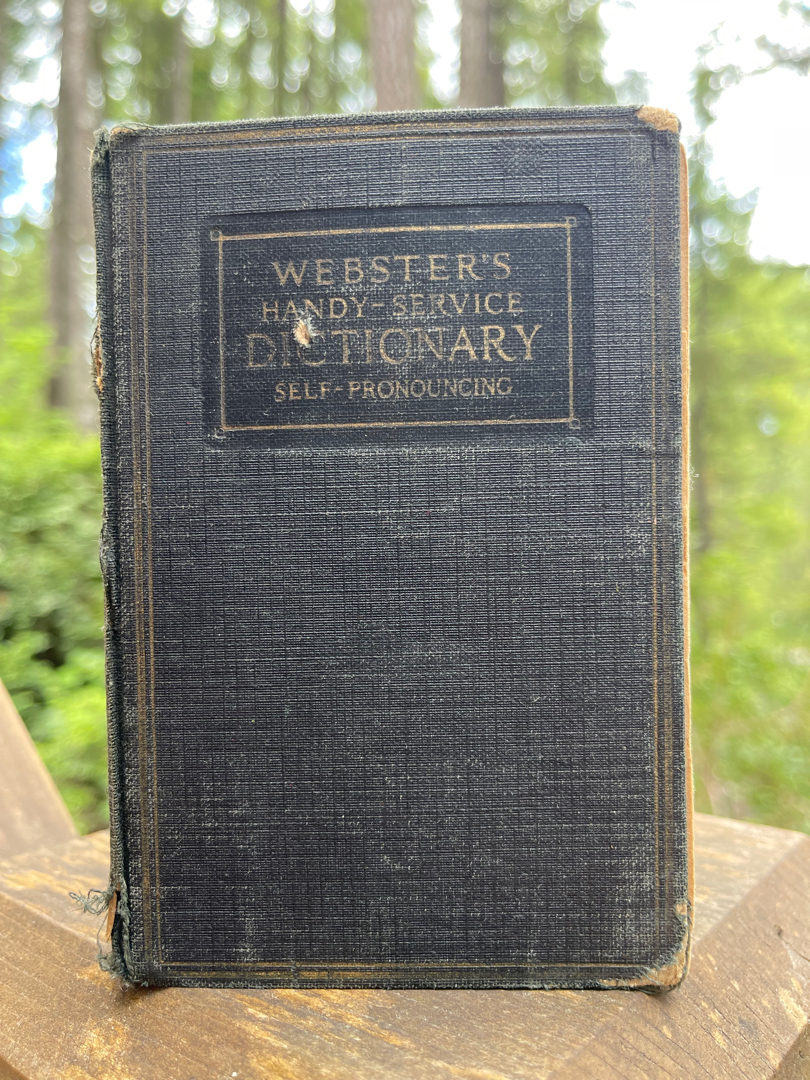 WEBSTER'S
HANDY-SERVICE
DICTIONARY
SELF-PRONOUNCING